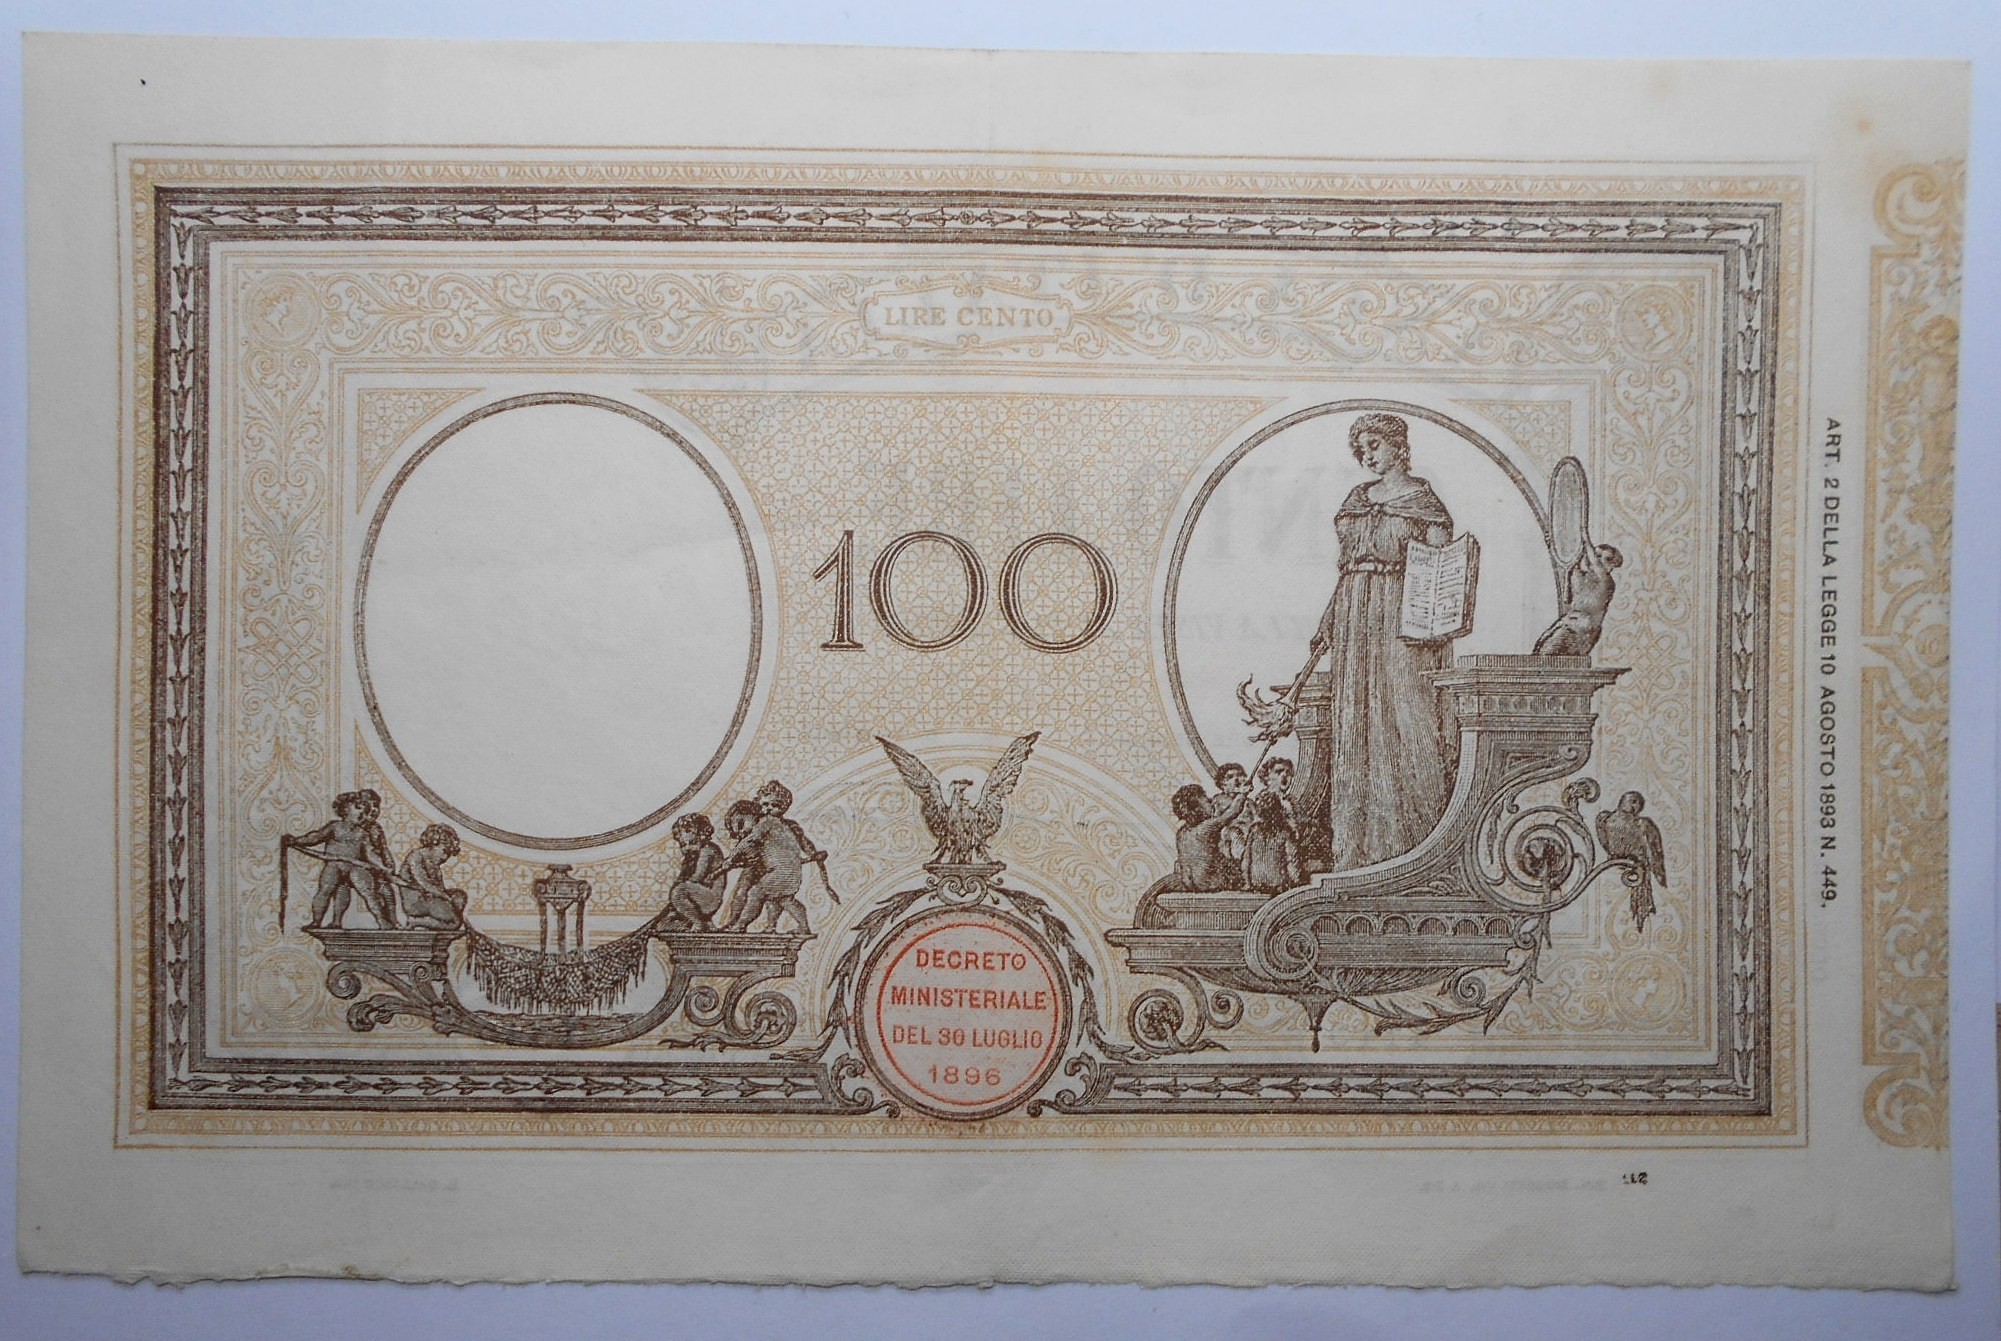 LIRE CENTO
100
DECRETO
MINISTERIALE
DEL 30 LUGLIO
1896
ART. 2 DELLA LEGGE 10 AGOSTO 1893 N. 449.